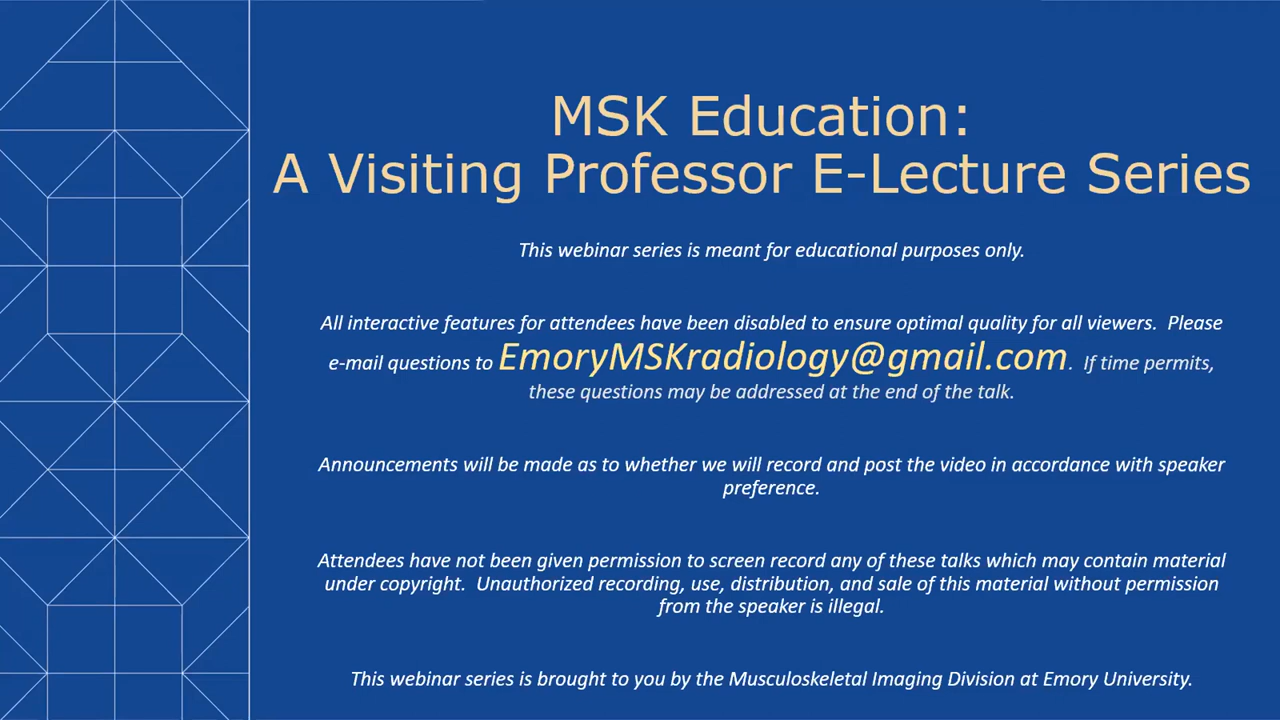 MSK Education:
A Visiting Professor E-Lecture Series
This webinar series is meant for educational purposes only.
All interactive features for attendees have been disabled to ensure optimal quality for all viewers.  Please
e-mail questions to EmoryMSKradiology@gmail.com.  If time permits,
these questions may be addressed at the end of the talk.
Announcements will be made as to whether we will record and post the video in accordance with speaker
preference.
Attendees have not been given permission to screen record any of these talks which may contain material
under copyright.  Unauthorized recording, use, distribution, and sale of this material without permission
from the speaker is illegal.
This webinar series is brought to you by the Musculoskeletal Imaging Division at Emory University.